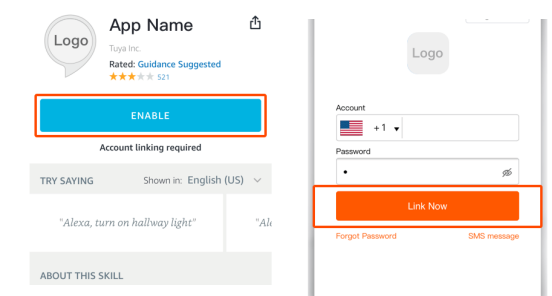 Logo
App Name
Tuya Inc.
Rated: Guidance Suggested
521
ENABLE
Account linking required
TRY SAYING
Shown in: English (US)
"Alexa, turn on hallway light"
ABOUT THIS SKILL
Logo
Account
+1
Password
Link Now
Forgot Password
SMS message